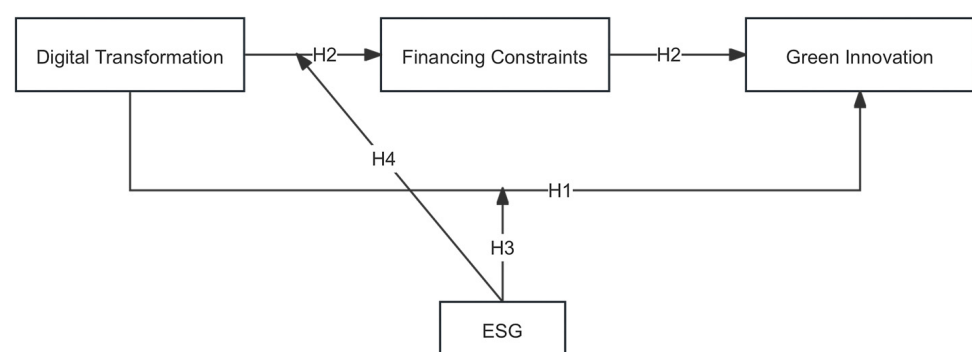 Digital Transformation
H2
Financing Constraints
H2
Green Innovation
H4
H1
H3
ESG